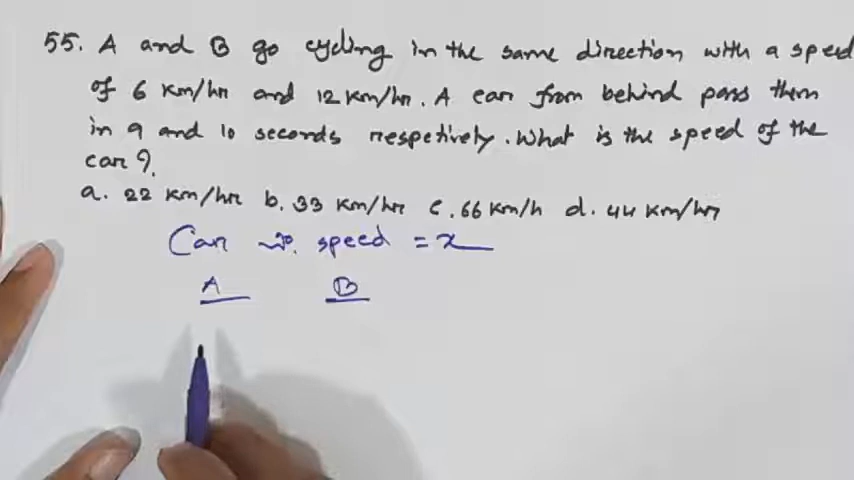 55. A and B go cycling in the same direction with a speed
of 6 Km/hr and 12 Km/hr. A car from behind pass them
in 9 and 10 seconds respetively. What is the speed of the
car?.
a. 22 Km/hr b. 33 Km/hr c. 66 Km/h d. 44 Km/hr
Car speed = x
A B